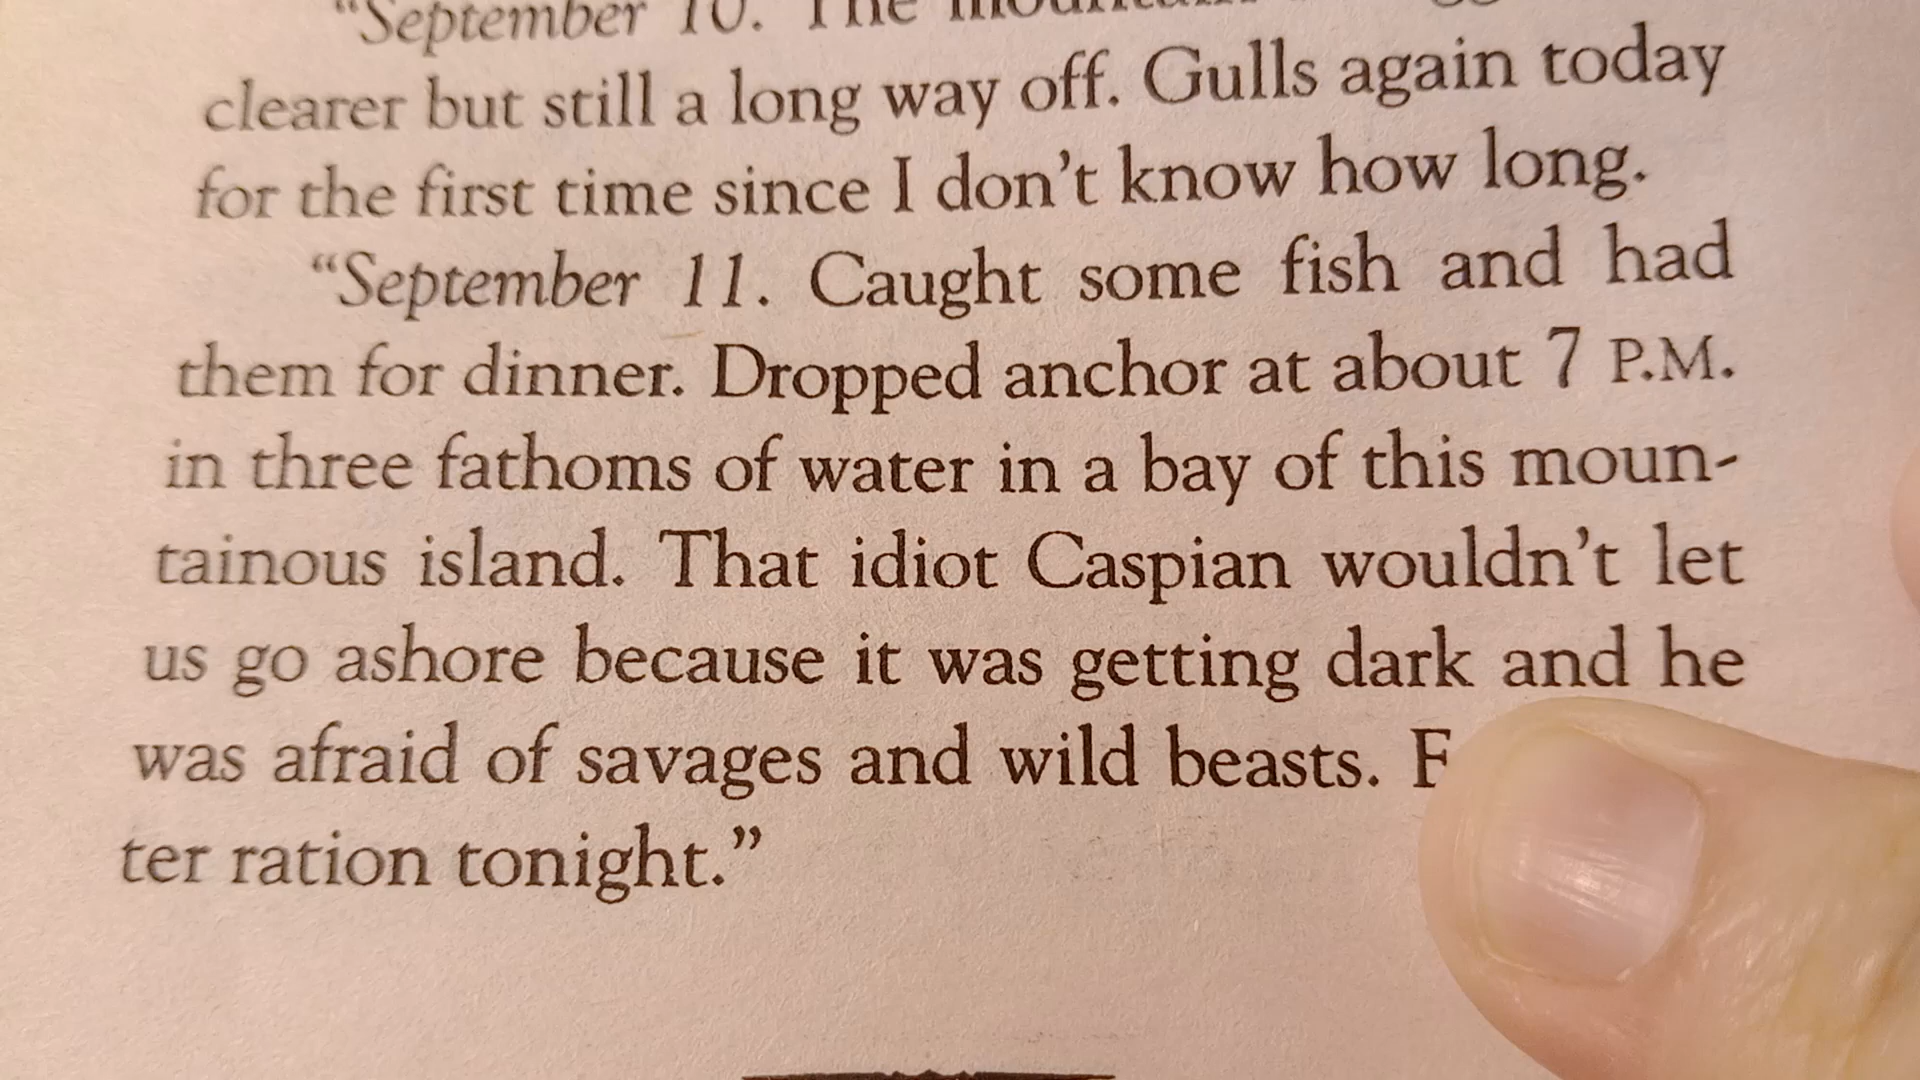 "September 10. The
clearer but still a long way off. Gulls again today
for the first time since I don't know how long.
"September 11. Caught some fish and had
them for dinner. Dropped anchor at about 7 P.M.
in three fathoms of water in a bay of this moun-
tainous island. That idiot Caspian wouldn't let
us go ashore because it was getting dark and he
was afraid of savages and wild beasts.
ter ration tonight."